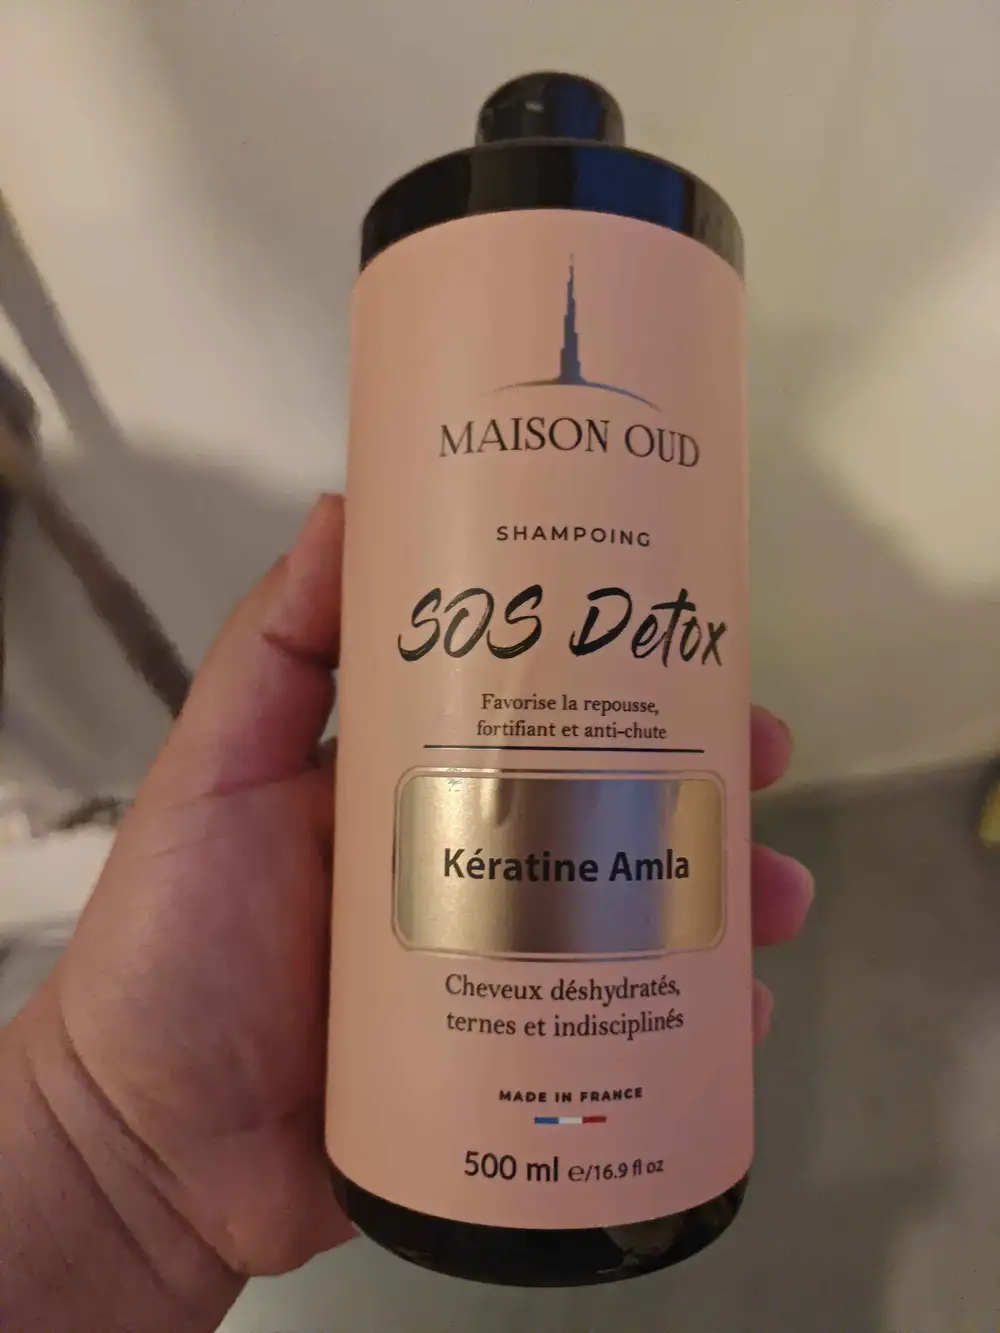 MAISON OUD
SHAMPOING
SOS Detox
Favorise la repousse,
fortifiant et anti-chute
Kératine Amla
Cheveux déshydratés,
ternes et indisciplinés
MADE IN FRANCE
500 ml ℮/16.9 fl oz